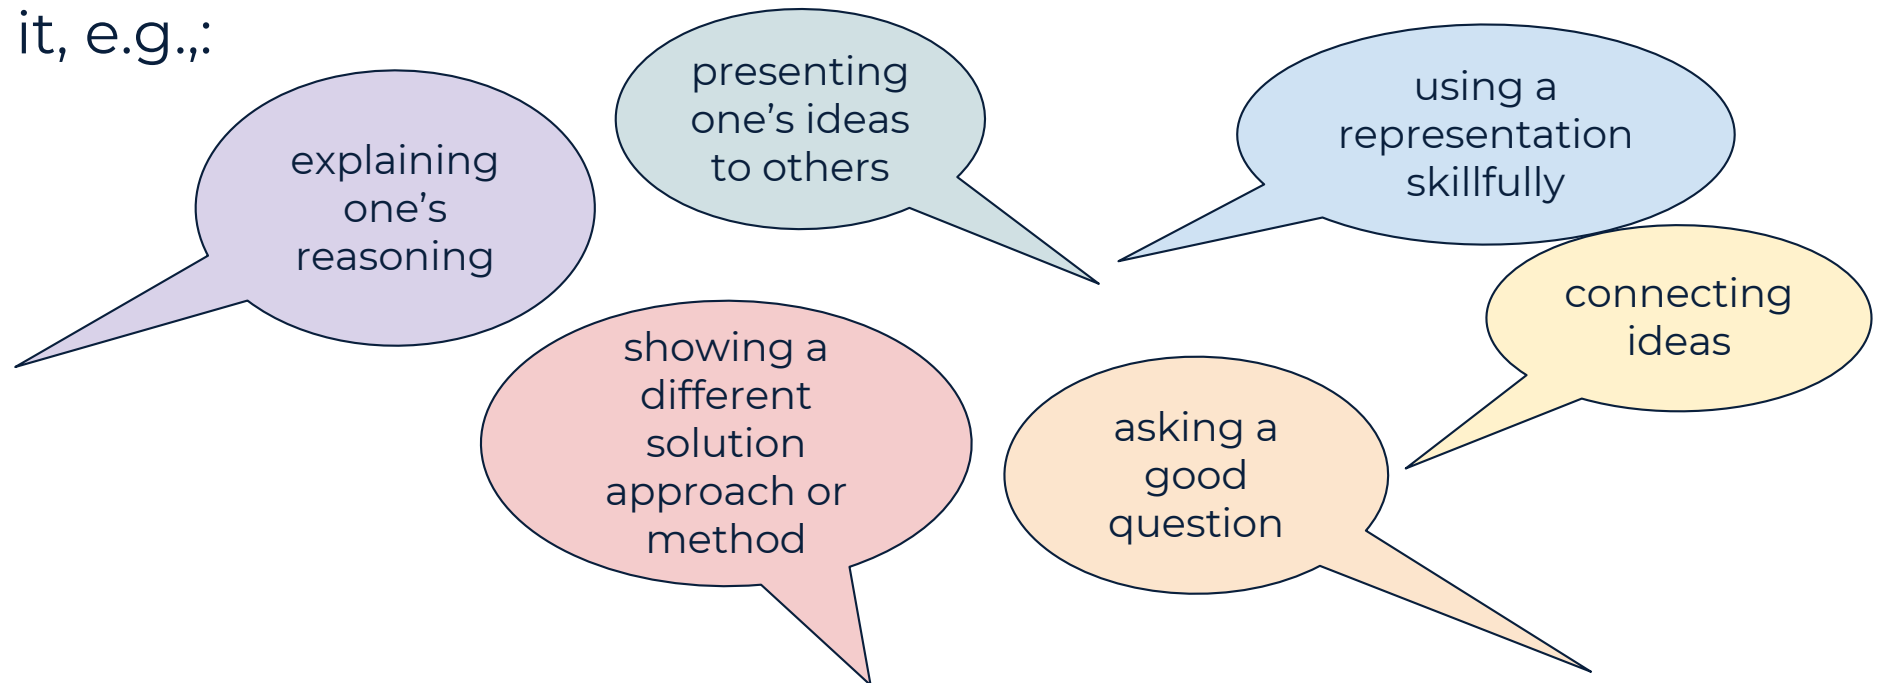 it, e.g.,:
explaining
one’s
reasoning
presenting
one’s ideas
to others
using a
representation
skillfully
connecting
ideas
showing a
different
solution
approach or
method
asking a
good
question